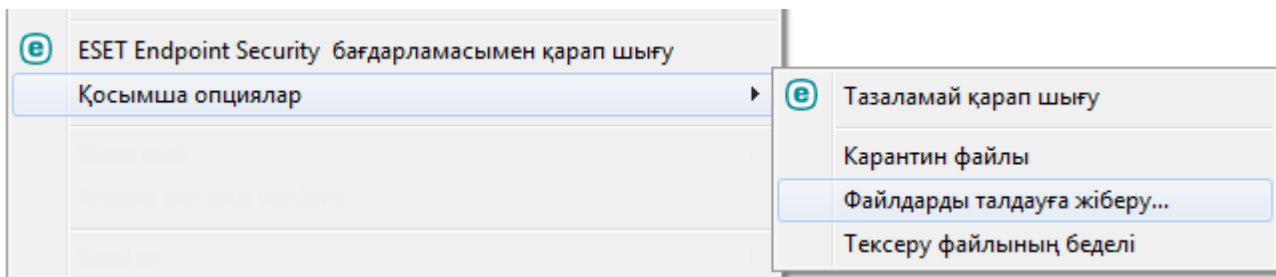 ESET Endpoint Security бағдарламасымен қарап шығу
Қосымша опциялар
Тазаламай қарап шығу
Карантин файлы
Файлдарды талдауға жіберу...
Тексеру файлының беделі